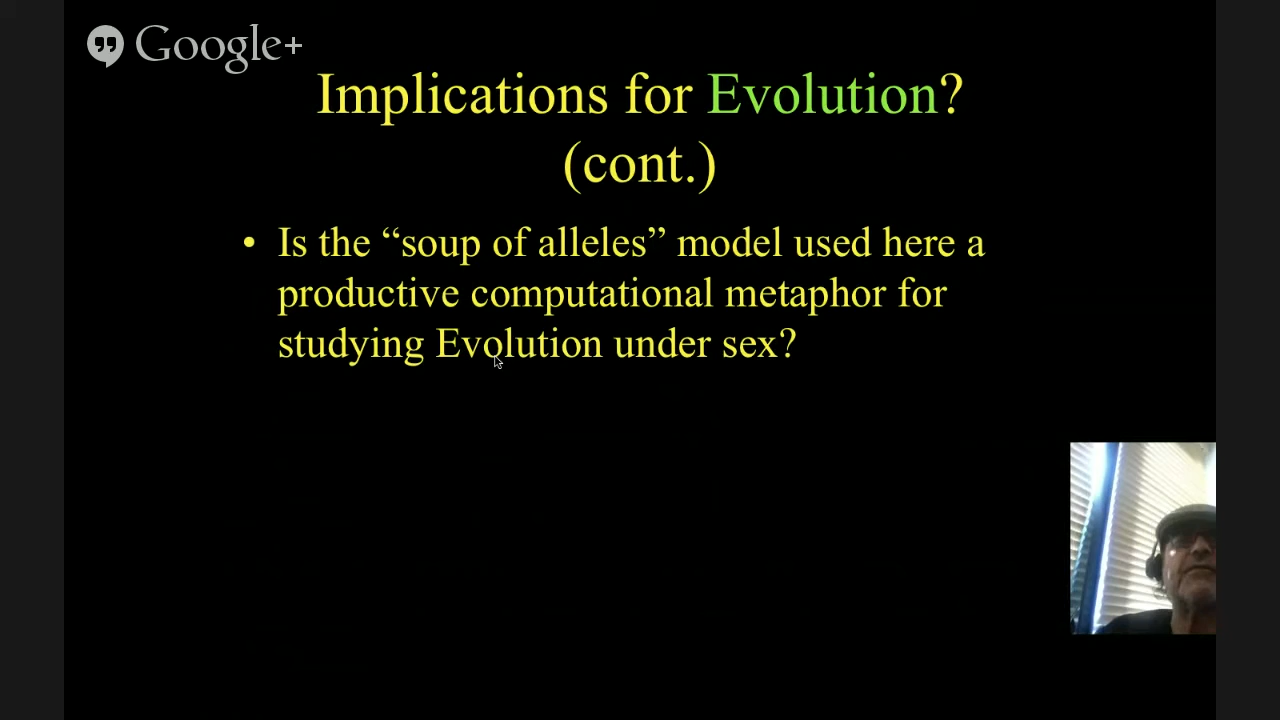 Google+
Implications for Evolution?
(cont.)
• Is the “soup of alleles” model used here a
productive computational metaphor for
studying Evolution under sex?